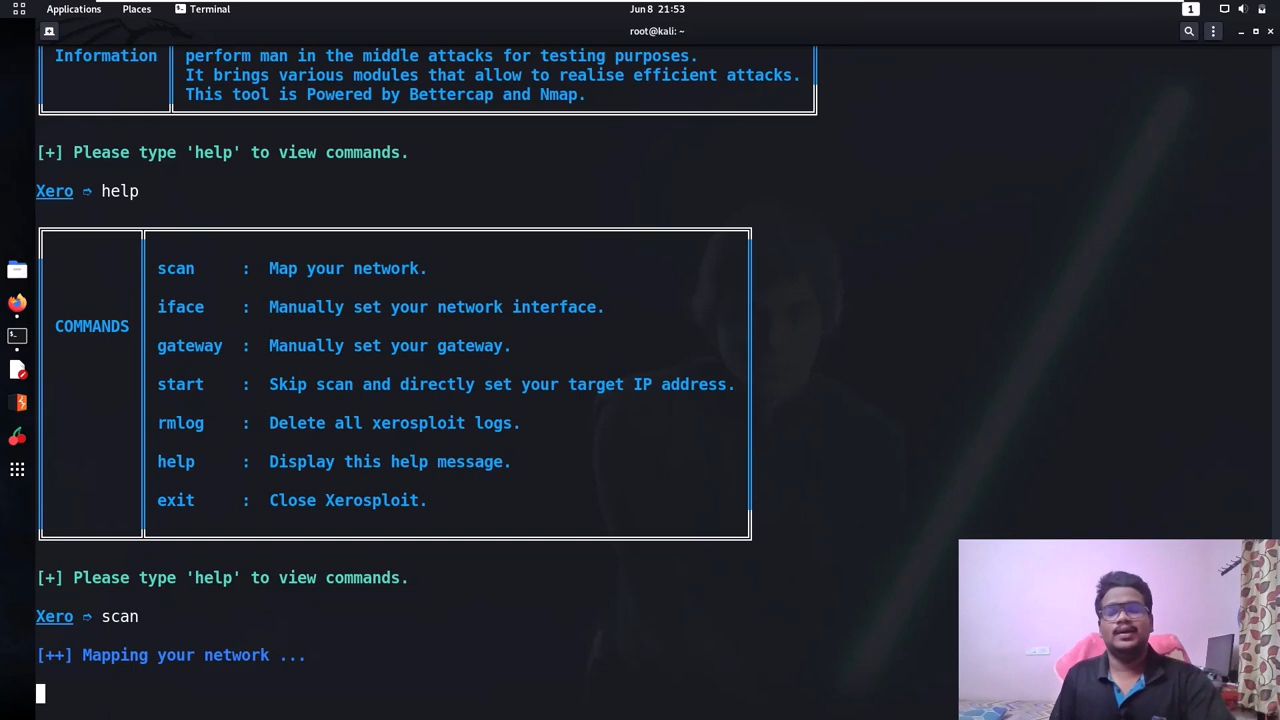 Applications Places Terminal Jun 8 21:53 1
root@kali: ~
Information perform man in the middle attacks for testing purposes.
It brings various modules that allow to realise efficient attacks.
This tool is Powered by Bettercap and Nmap.
[+] Please type 'help' to view commands.
Xero ➮ help
scan : Map your network.
iface : Manually set your network interface.
COMMANDS
gateway : Manually set your gateway.
start : Skip scan and directly set your target IP address.
rmlog : Delete all xerosploit logs.
help : Display this help message.
exit : Close Xerosploit.
[+] Please type 'help' to view commands.
Xero ➮ scan
[++] Mapping your network ...